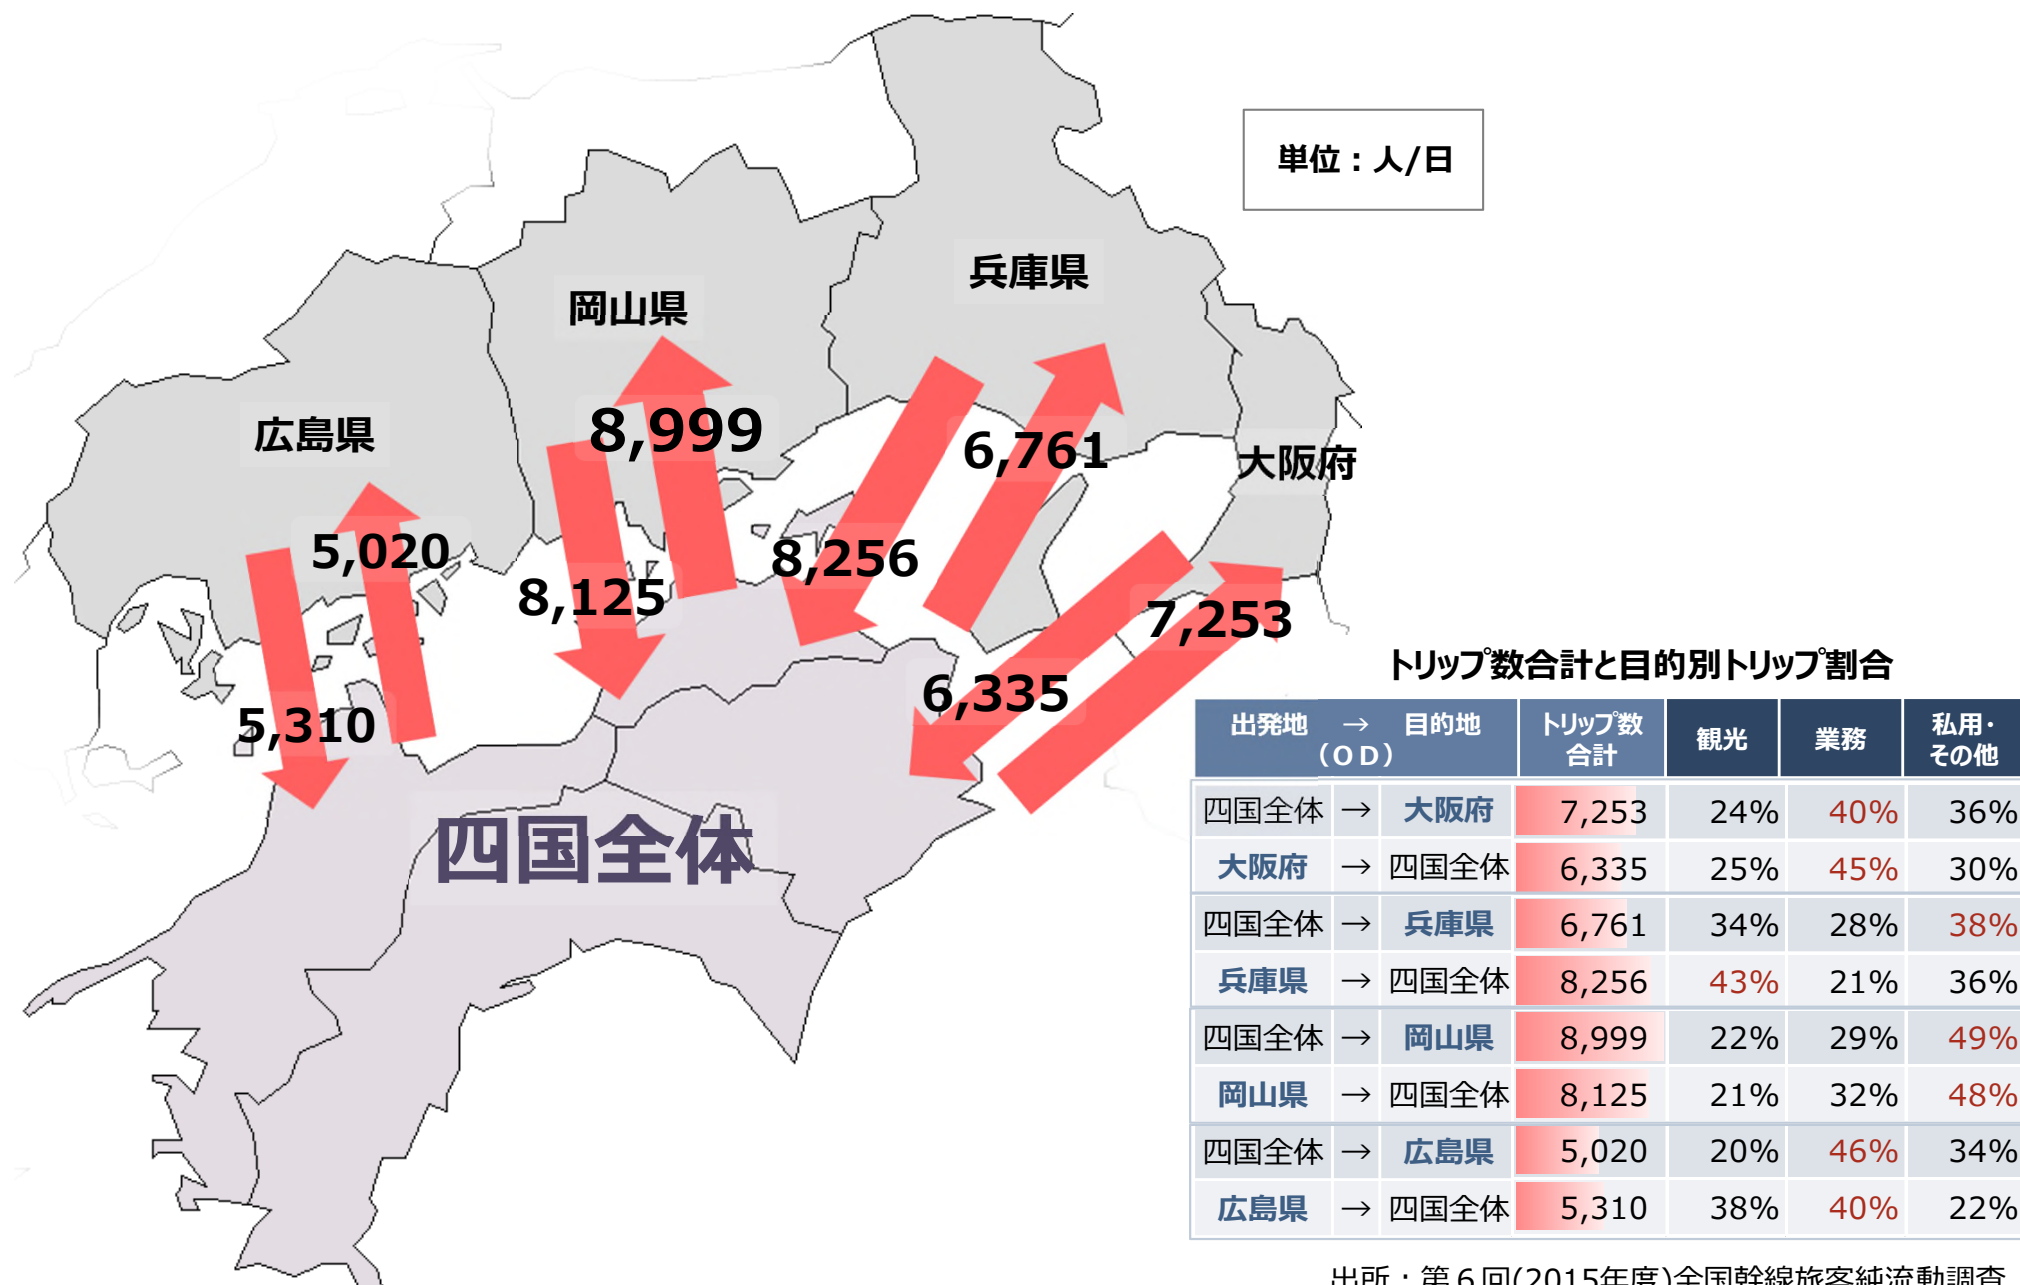 単位：人/日
兵庫県
岡山県
広島県
大阪府
8,999
6,761
5,020
8,256
8,125
7,253
6,335
5,310
四国全体
トリップ数合計と目的別トリップ割合
出発地 → 目的地 （ＯＤ） トリップ数合計 観光 業務 私用・その他
四国全体 → 大阪府 7,253 24% 40% 36%
大阪府 → 四国全体 6,335 25% 45% 30%
四国全体 → 兵庫県 6,761 34% 28% 38%
兵庫県 → 四国全体 8,256 43% 21% 36%
四国全体 → 岡山県 8,999 22% 29% 49%
岡山県 → 四国全体 8,125 21% 32% 48%
四国全体 → 広島県 5,020 20% 46% 34%
広島県 → 四国全体 5,310 38% 40% 22%
出所：第６回(2015年度)全国幹線旅客純流動調査